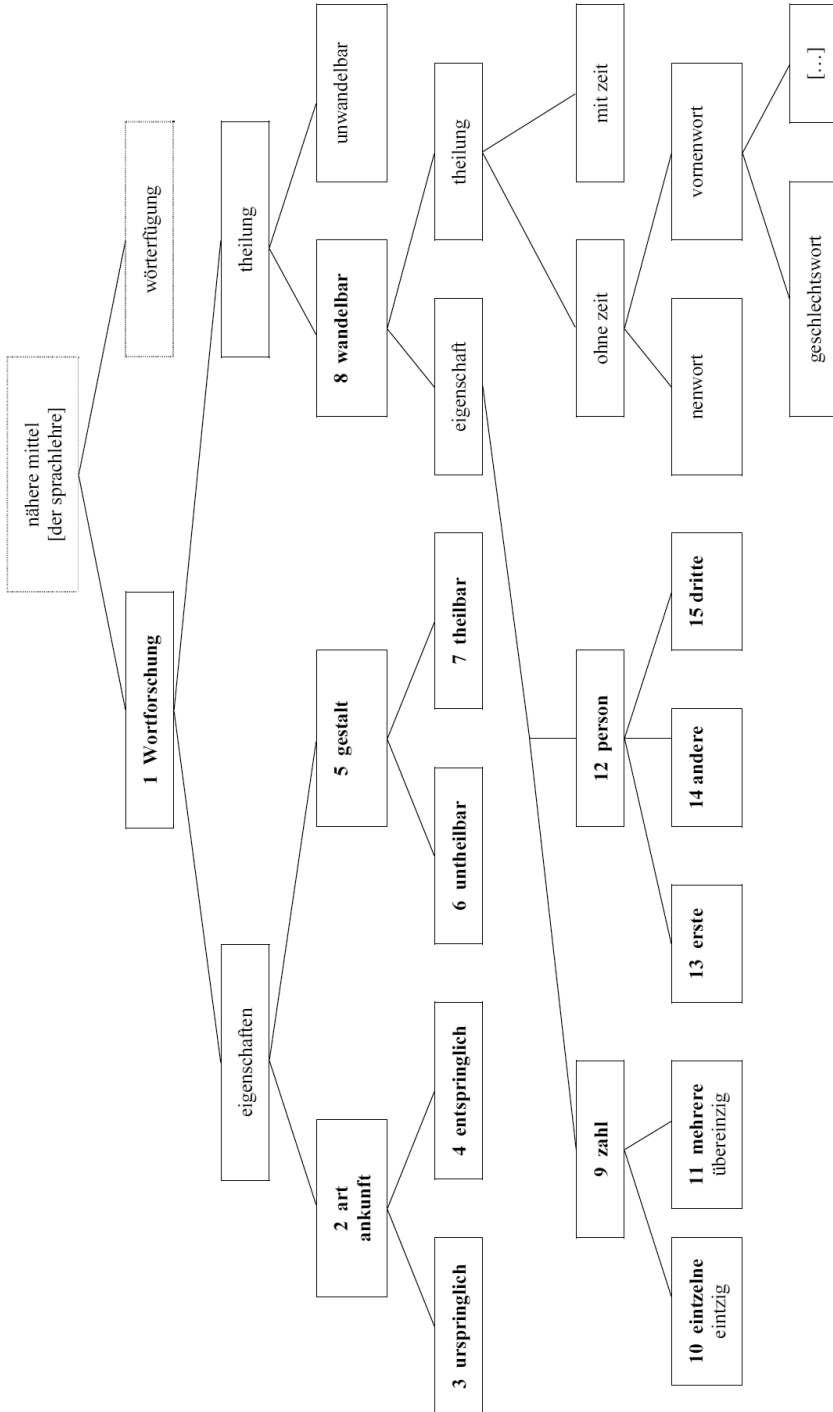 nähere mittel
[der sprachlehre]
1 Wortforschung
wörterfügung
eigenschaften
theilung
2 art
ankunft
5 gestalt
8 wandelbar
unwandelbar
3 urspringlich
4 entspringlich
6 untheilbar
7 theilbar
eigenschaft
theilung
9 zahl
12 person
ohne zeit
mit zeit
10 eintzelne
eintzig
11 mehrere
übereinzig
13 erste
14 andere
15 dritte
nenwort
vornenwort
geschlechtswort
[…]